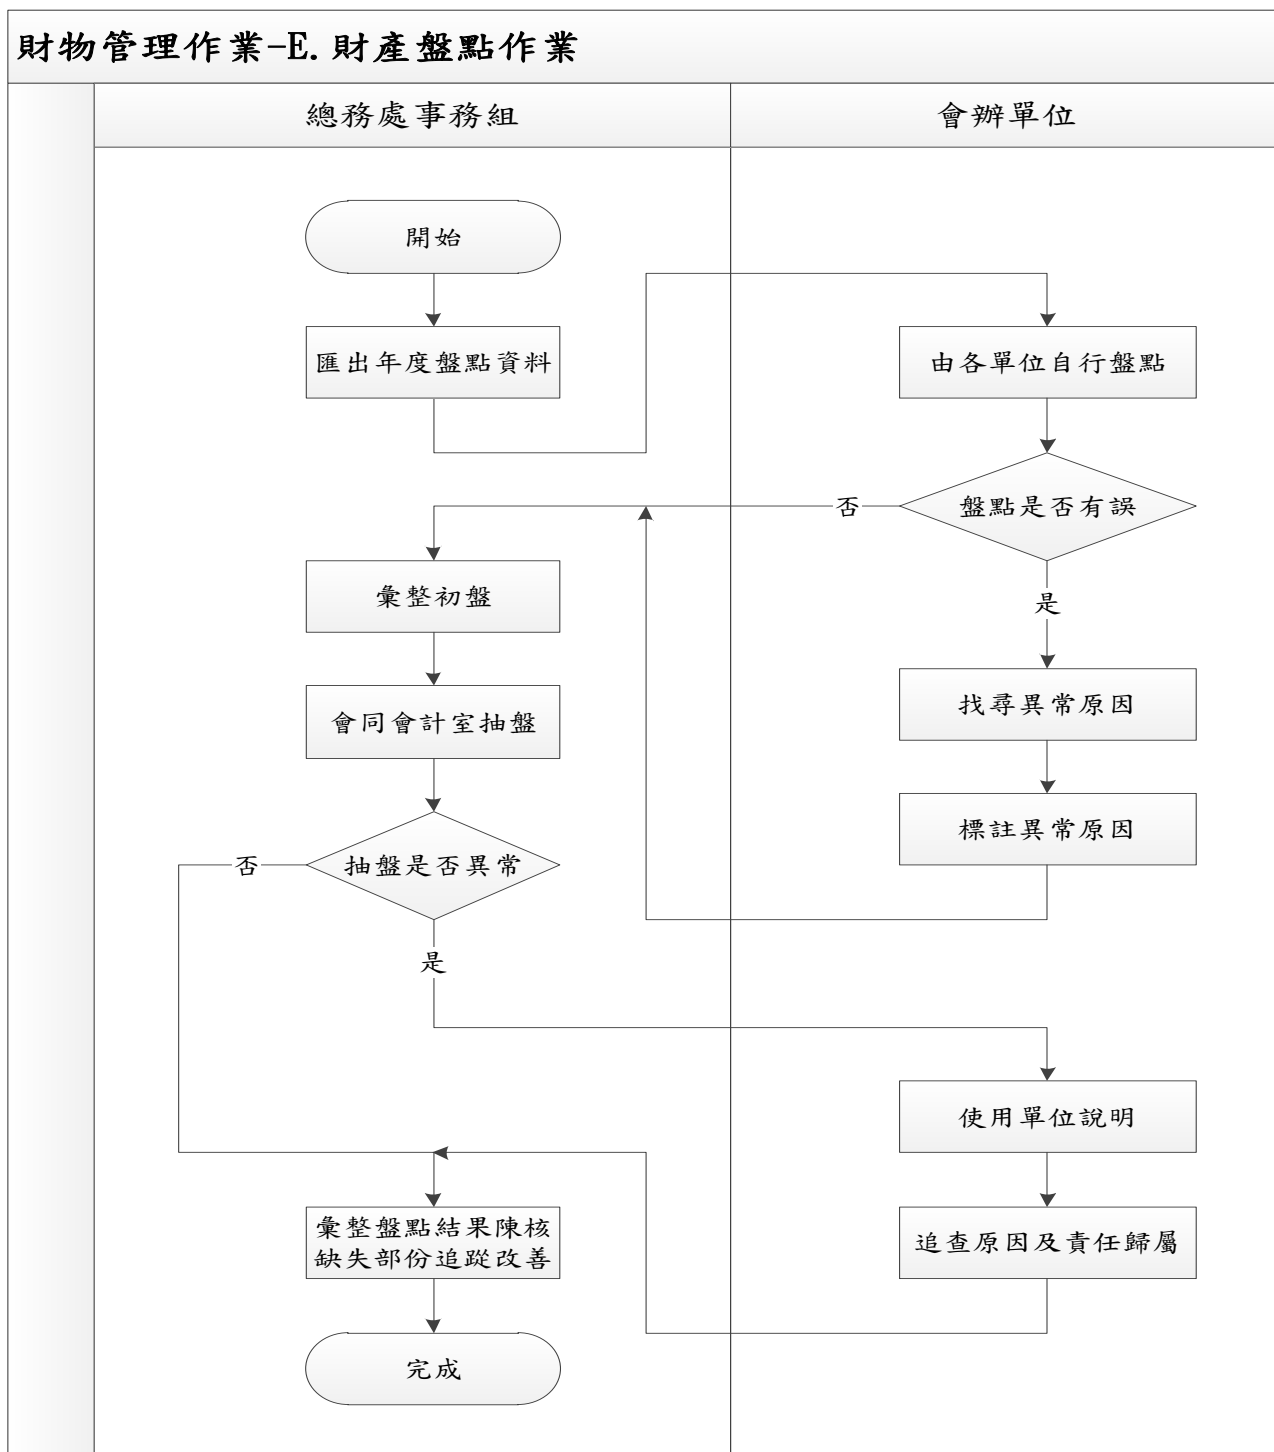 財物管理作業-E.財產盤點作業
總務處事務組
會辦單位
開始
匯出年度盤點資料
由各單位自行盤點
盤點是否有誤
否
是
彙整初盤
找尋異常原因
會同會計室抽盤
標註異常原因
抽盤是否異常
否
是
使用單位說明
追查原因及責任歸屬
彙整盤點結果陳核
缺失部份追蹤改善
完成